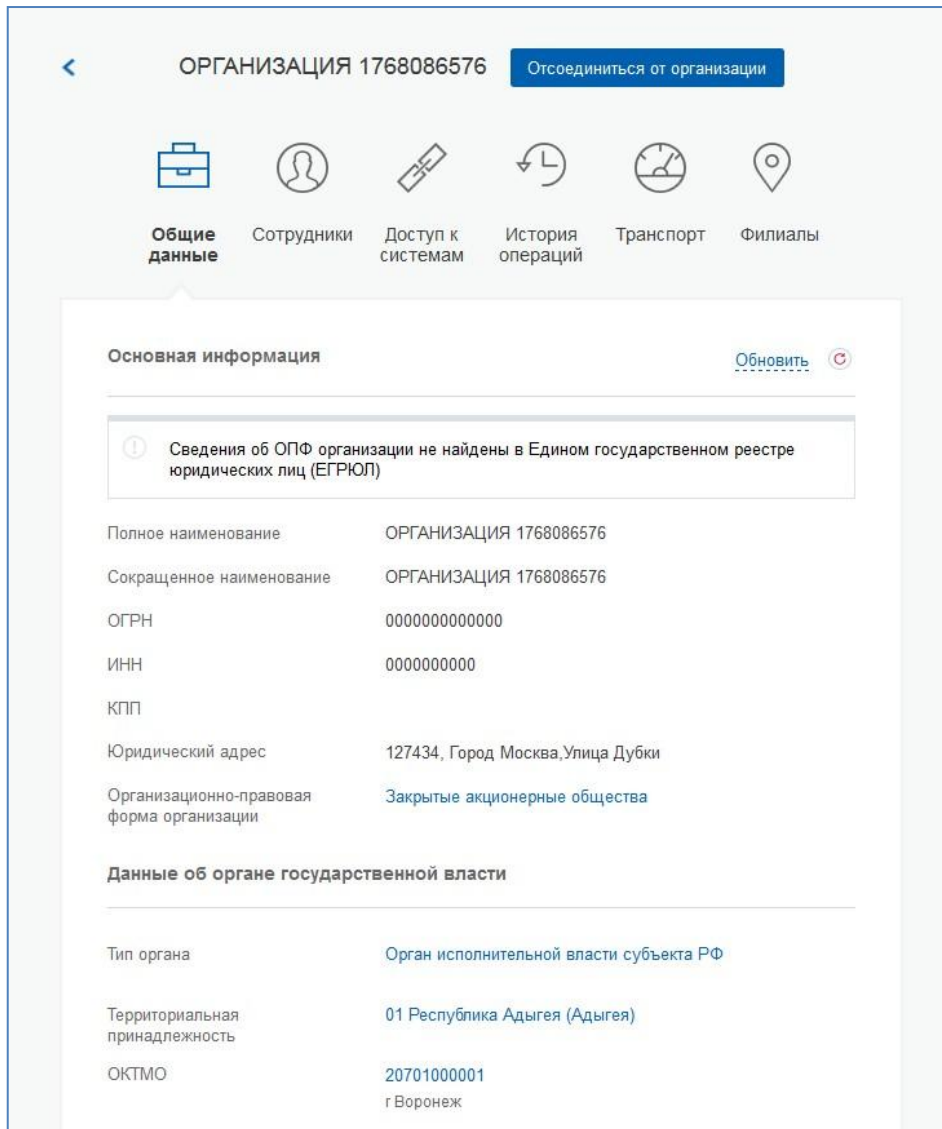 ОРГАНИЗАЦИЯ 1768086576
Отсоединиться от организации
Общие данные
Сотрудники
Доступ к системам
История операций
Транспорт
Филиалы
Основная информация
Обновить
Сведения об ОПФ организации не найдены в Едином государственном реестре
юридических лиц (ЕГРЮЛ)
Полное наименование ОРГАНИЗАЦИЯ 1768086576
Сокращенное наименование ОРГАНИЗАЦИЯ 1768086576
ОГРН 0000000000000
ИНН 0000000000
КПП
Юридический адрес 127434, Город Москва,Улица Дубки
Организационно-правовая Закрытые акционерные общества
форма организации
Данные об органе государственной власти
Тип органа Орган исполнительной власти субъекта РФ
Территориальная 01 Республика Адыгея (Адыгея)
принадлежность
ОКТМО 20701000001
г Воронеж